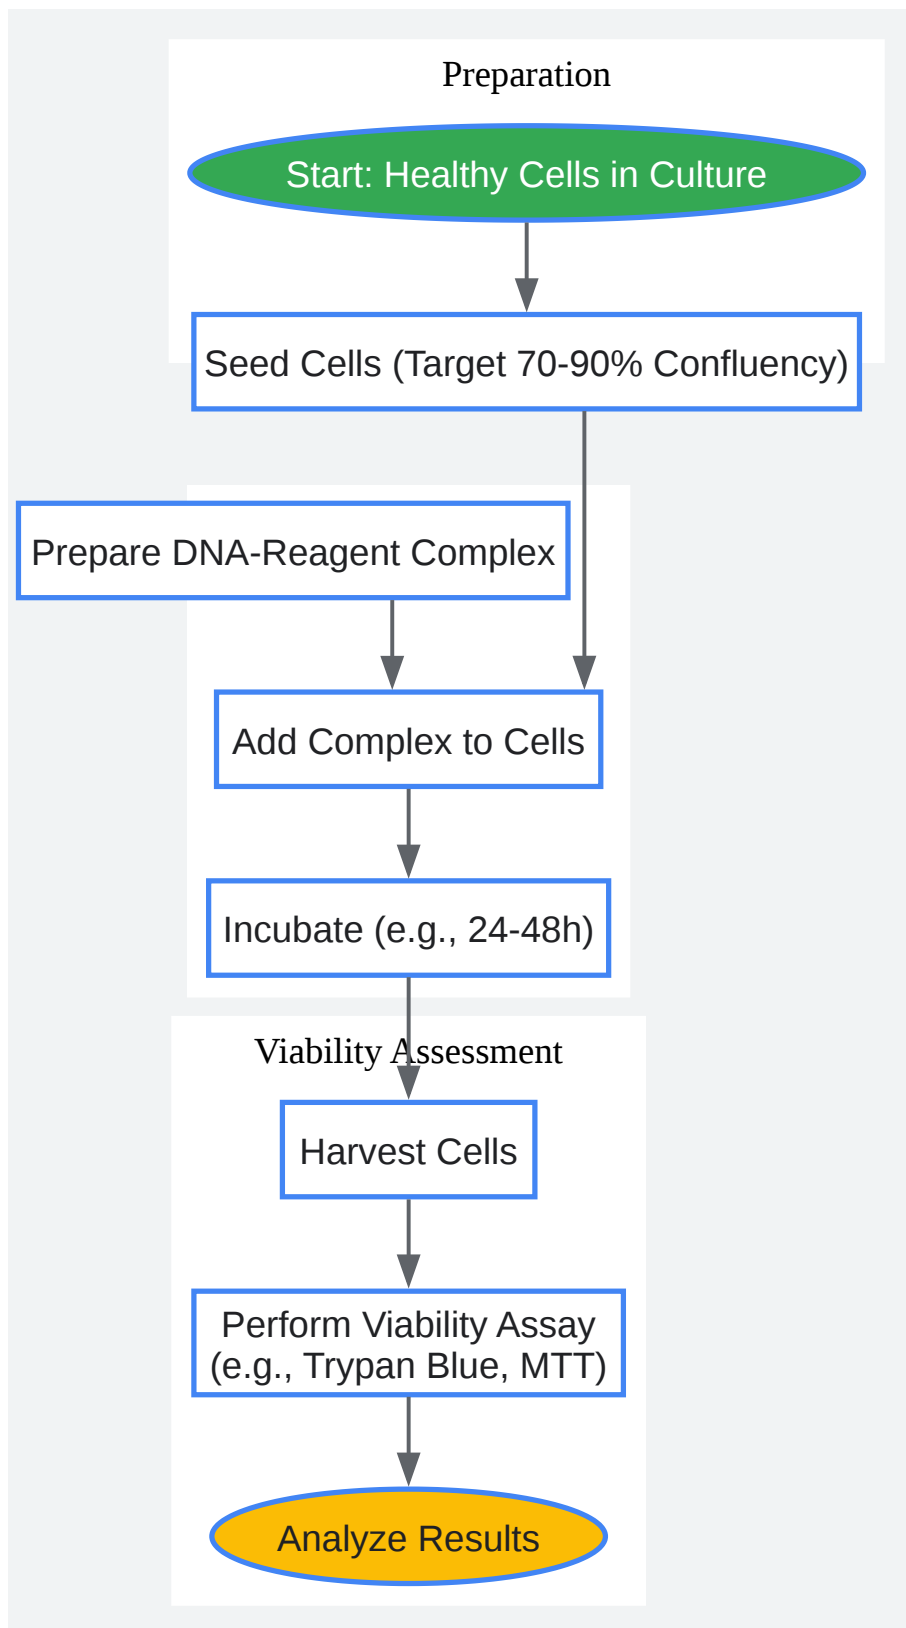 Preparation
Start: Healthy Cells in Culture
Seed Cells (Target 70-90% Confluency)
Prepare DNA-Reagent Complex
Add Complex to Cells
Incubate (e.g., 24-48h)
Viability Assessment
Harvest Cells
Perform Viability Assay
(e.g., Trypan Blue, MTT)
Analyze Results